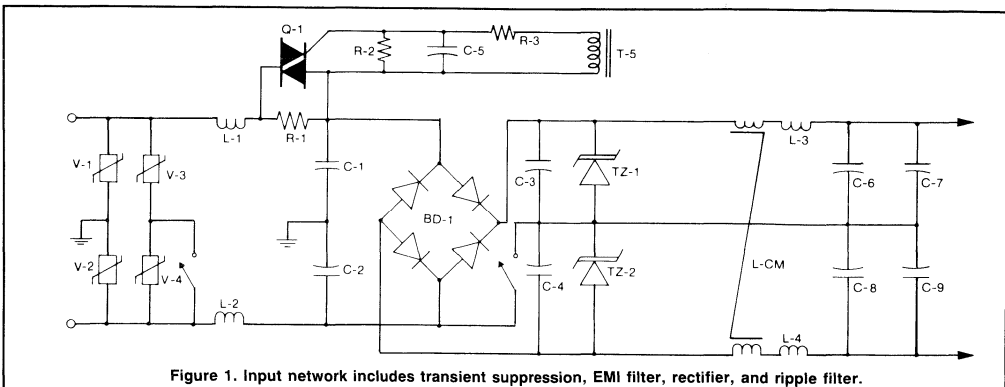 Q-1
R-2
C-5
R-3
T-5
L-1
R-1
V-1
V-3
C-1
C-3
TZ-1
L-3
C-6
C-7
BD-1
V-2
V-4
C-2
C-4
TZ-2
L-CM
C-8
C-9
L-2
L-4
Figure 1. Input network includes transient suppression, EMI filter, rectifier, and ripple filter.